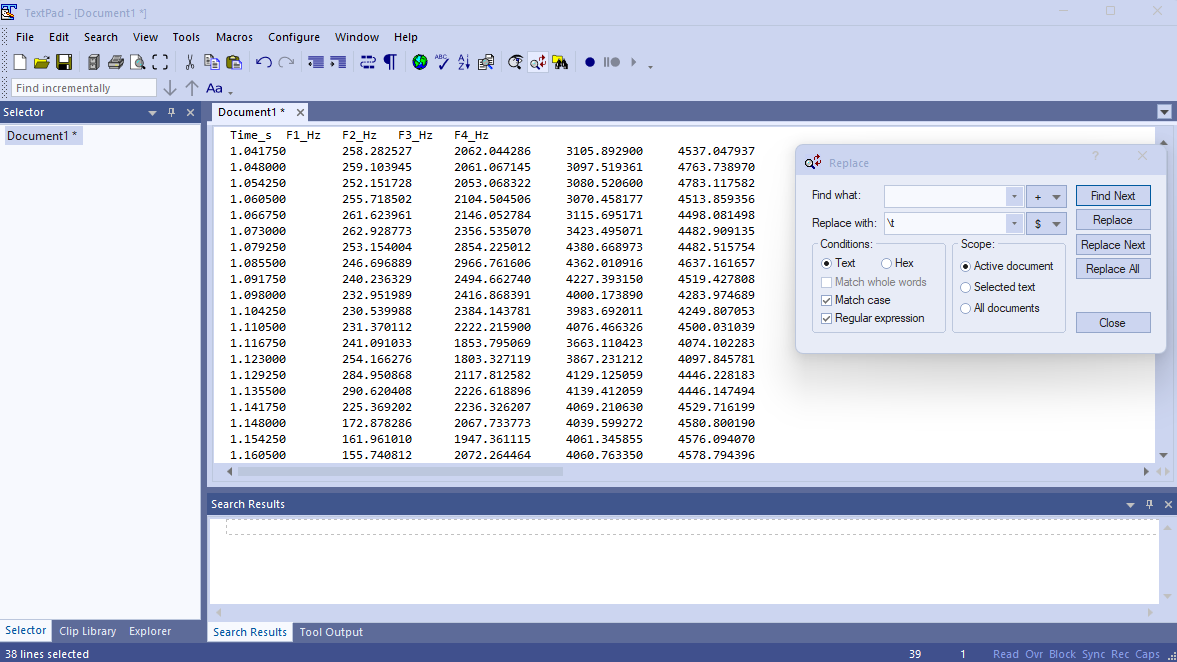 TextPad - [Document1 *]
File Edit Search View Tools Macros Configure Window Help
Find incrementally Aa
Selector
Document1 *
Document1 *
Time_s F1_Hz F2_Hz F3_Hz F4_Hz
1.041750 258.282527 2062.044286 3105.892900 4537.047937
1.048000 259.103945 2061.067145 3097.519361 4763.738970
1.054250 252.151728 2053.068322 3080.520600 4783.117582
1.060500 255.718502 2104.504506 3070.458177 4513.859356
1.066750 261.623961 2146.052784 3115.695171 4498.081498
1.073000 262.928773 2356.535070 3423.495071 4482.909135
1.079250 253.154004 2854.225012 4380.668973 4482.515754
1.085500 246.696889 2966.761606 4362.010916 4637.161657
1.091750 240.236329 2494.662740 4227.393150 4519.427808
1.098000 232.951989 2416.868391 4000.173890 4283.974689
1.104250 230.539988 2384.143781 3983.692011 4249.807053
1.110500 231.370112 2222.215900 4076.466326 4500.031039
1.116750 241.091033 1853.795069 3663.110423 4074.102283
1.123000 254.166276 1803.327119 3867.231212 4097.845781
1.129250 284.950868 2117.812582 4129.125059 4446.228183
1.135500 290.620408 2226.618896 4139.412059 4446.147494
1.141750 225.369202 2236.326207 4069.210630 4529.716199
1.148000 172.878286 2067.733773 4039.599272 4580.800190
1.154250 161.961010 1947.361115 4061.345855 4576.094070
1.160500 155.740812 2072.264464 4060.763350 4578.794396
Replace
Find what: + Find Next
Replace with: \t $ Replace
Conditions: Scope: Replace Next
Text Hex Active document Replace All
Match whole words Selected text
Match case All documents
Regular expression Close
Search Results
Selector Clip Library Explorer
Search Results Tool Output
38 lines selected 39 1 Read Ovr Block Sync Rec Caps